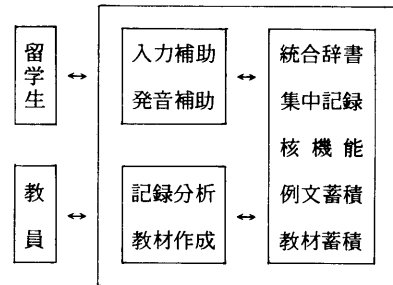 留学生
入力補助
発音補助
統合辞書
集中記録
核機能
例文蓄積
教材蓄積
教員
記録分析
教材作成